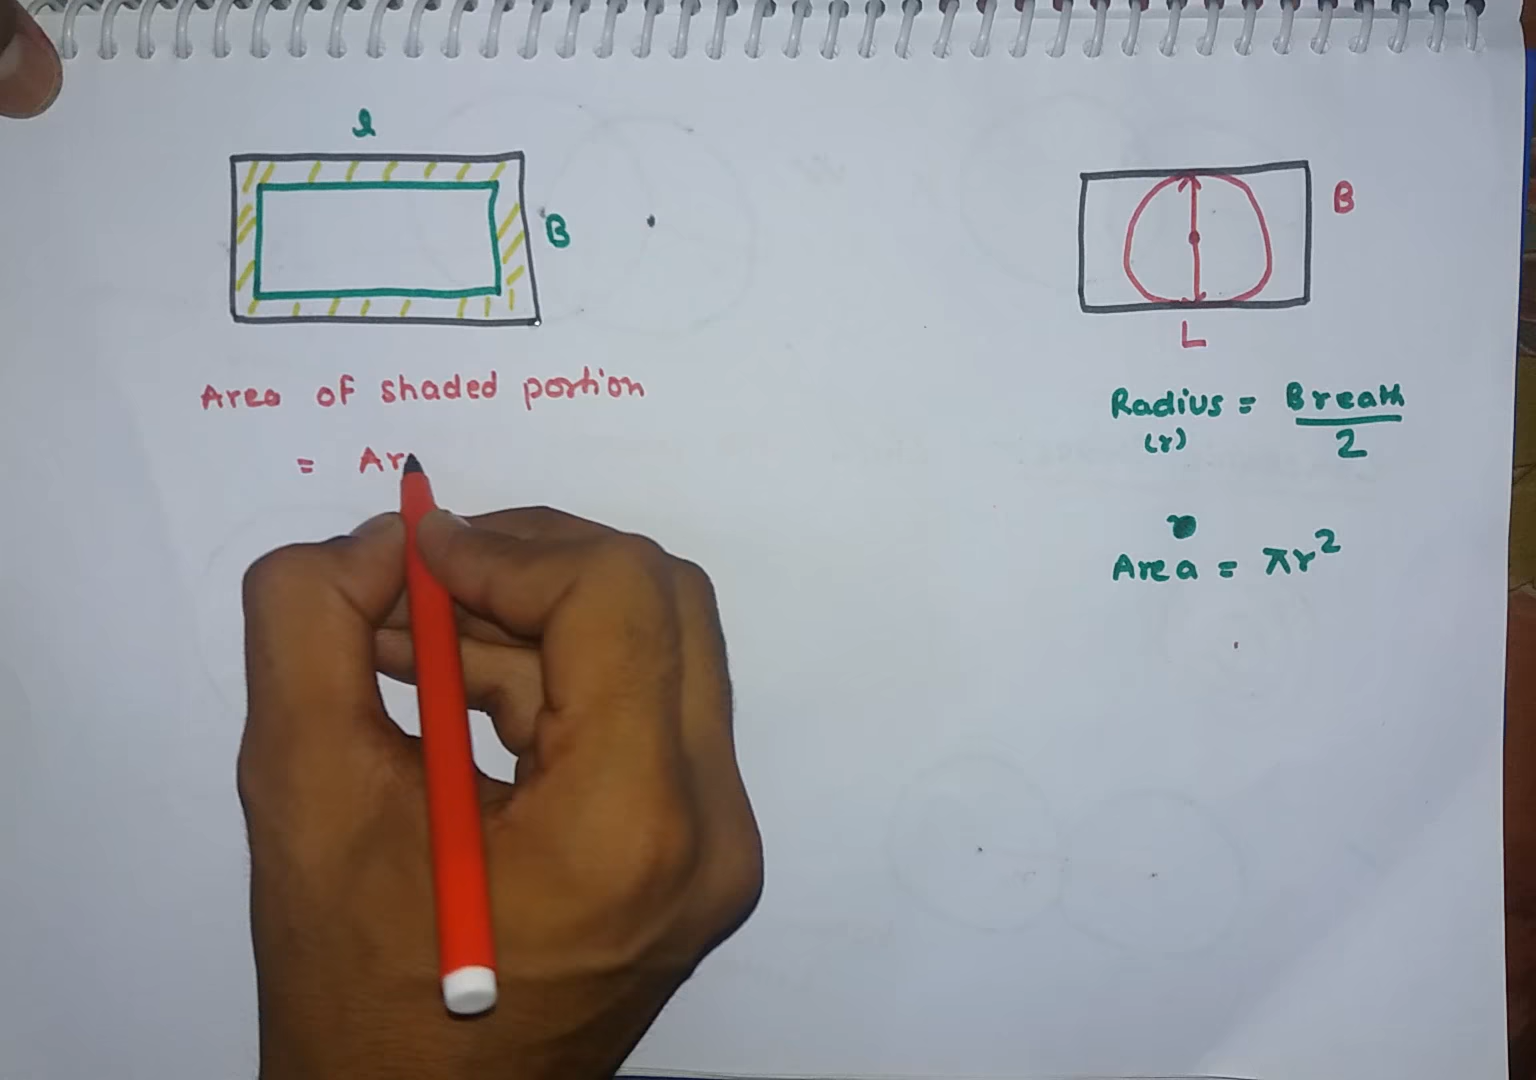 l
B
Area of shaded portion
= Ar
B
L
Radius = Breath
(r) 2
Area = πr²